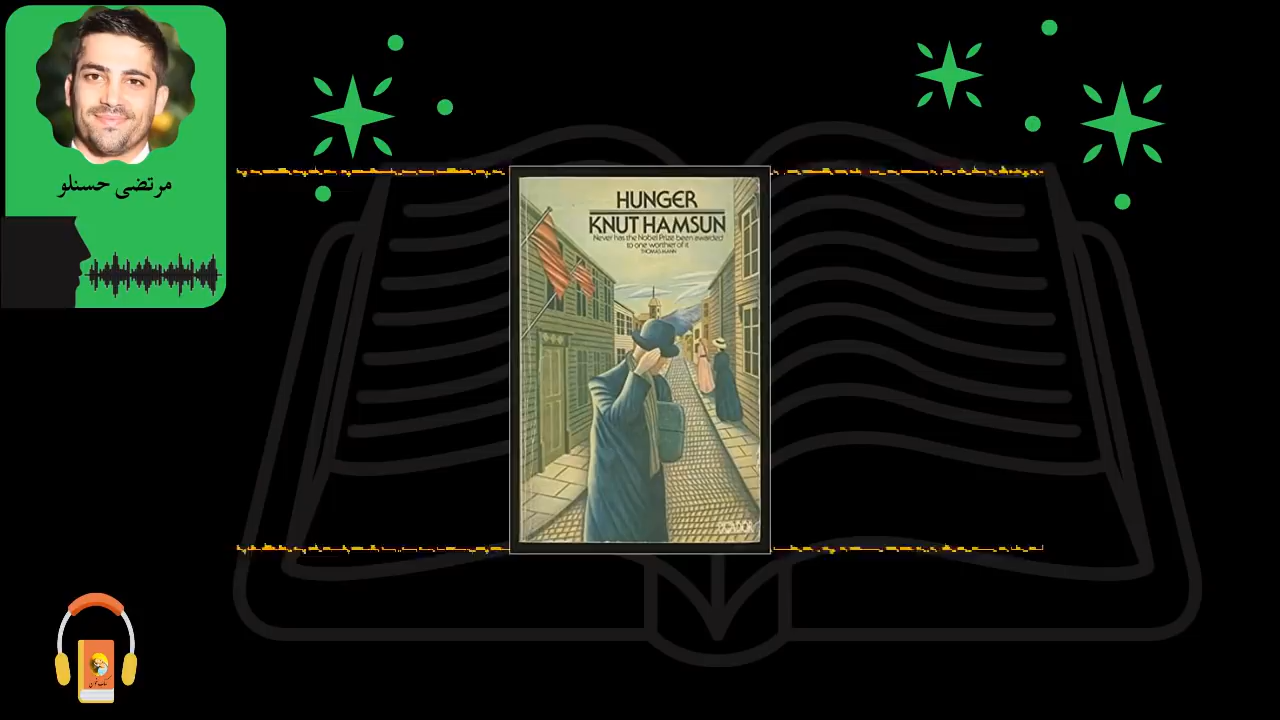 مرتضی حسنلو
HUNGER
KNUT HAMSUN
Never has the Nobel Prize been awarded
to one worthier of it
THOMAS MANN